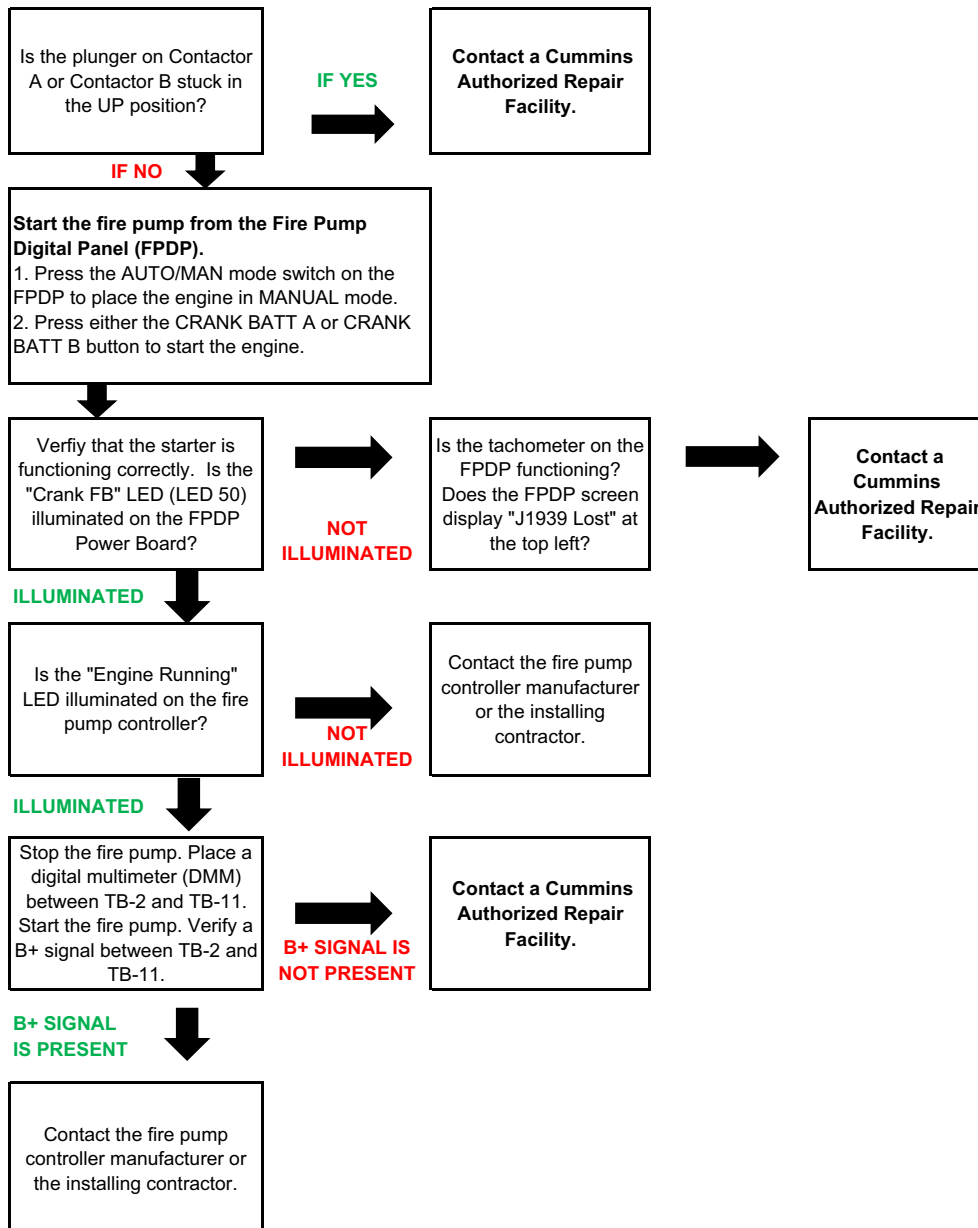 Is the plunger on Contactor
A or Contactor B stuck in
the UP position?
IF YES
Contact a Cummins
Authorized Repair
Facility.
IF NO
Start the fire pump from the Fire Pump
Digital Panel (FPDP).
1. Press the AUTO/MAN mode switch on the
FPDP to place the engine in MANUAL mode.
2. Press either the CRANK BATT A or CRANK
BATT B button to start the engine.
Verfiy that the starter is
functioning correctly.  Is the
"Crank FB" LED (LED 50)
illuminated on the FPDP
Power Board?
NOT
ILLUMINATED
Is the tachometer on the
FPDP functioning?
Does the FPDP screen
display "J1939 Lost" at
the top left?
Contact a
Cummins
Authorized Repair
Facility.
ILLUMINATED
Is the "Engine Running"
LED illuminated on the fire
pump controller?
NOT
ILLUMINATED
Contact the fire pump
controller manufacturer
or the installing
contractor.
ILLUMINATED
Stop the fire pump. Place a
digital multimeter (DMM)
between TB-2 and TB-11.
Start the fire pump. Verify a
B+ signal between TB-2 and
TB-11.
B+ SIGNAL IS
NOT PRESENT
Contact a Cummins
Authorized Repair
Facility.
B+ SIGNAL
IS PRESENT
Contact the fire pump
controller manufacturer or
the installing contractor.